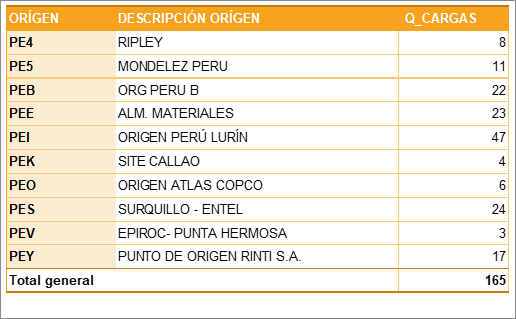 ORÍGEN DESCRIPCIÓN ORÍGEN Q_CARGAS
PE4 RIPLEY 8
PE5 MONDELEZ PERU 11
PEB ORG PERU B 22
PEE ALM. MATERIALES 23
PEI ORIGEN PERÚ LURÍN 47
PEK SITE CALLAO 4
PEO ORIGEN ATLAS COPCO 6
PES SURQUILLO - ENTEL 24
PEV EPIROC- PUNTA HERMOSA 3
PEY PUNTO DE ORIGEN RINTI S.A. 17
Total general 165